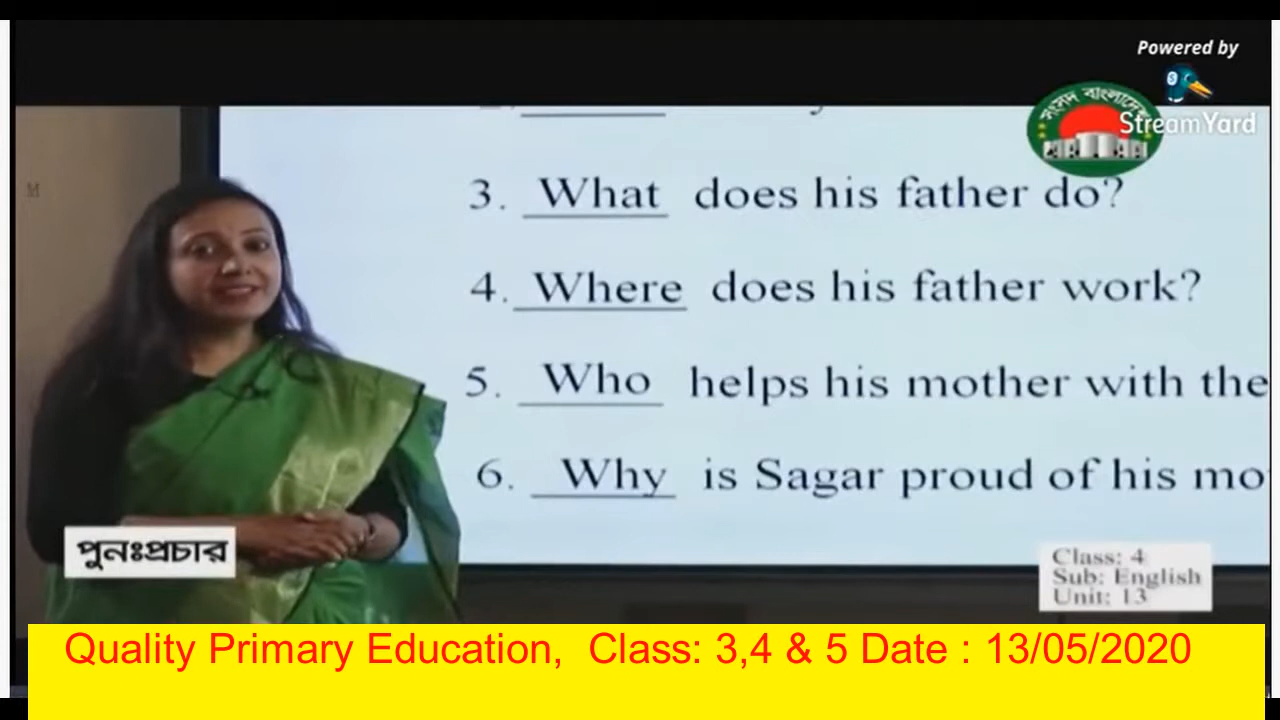 Powered by
StreamYard
সংসদ বাংলাদেশ
3. What does his father do?
4. Where does his father work?
5. Who helps his mother with the
6. Why is Sagar proud of his
পুনঃপ্রচার
Class: 4
Sub: English
Unit: 13
Quality Primary Education, Class: 3,4 & 5 Date : 13/05/2020